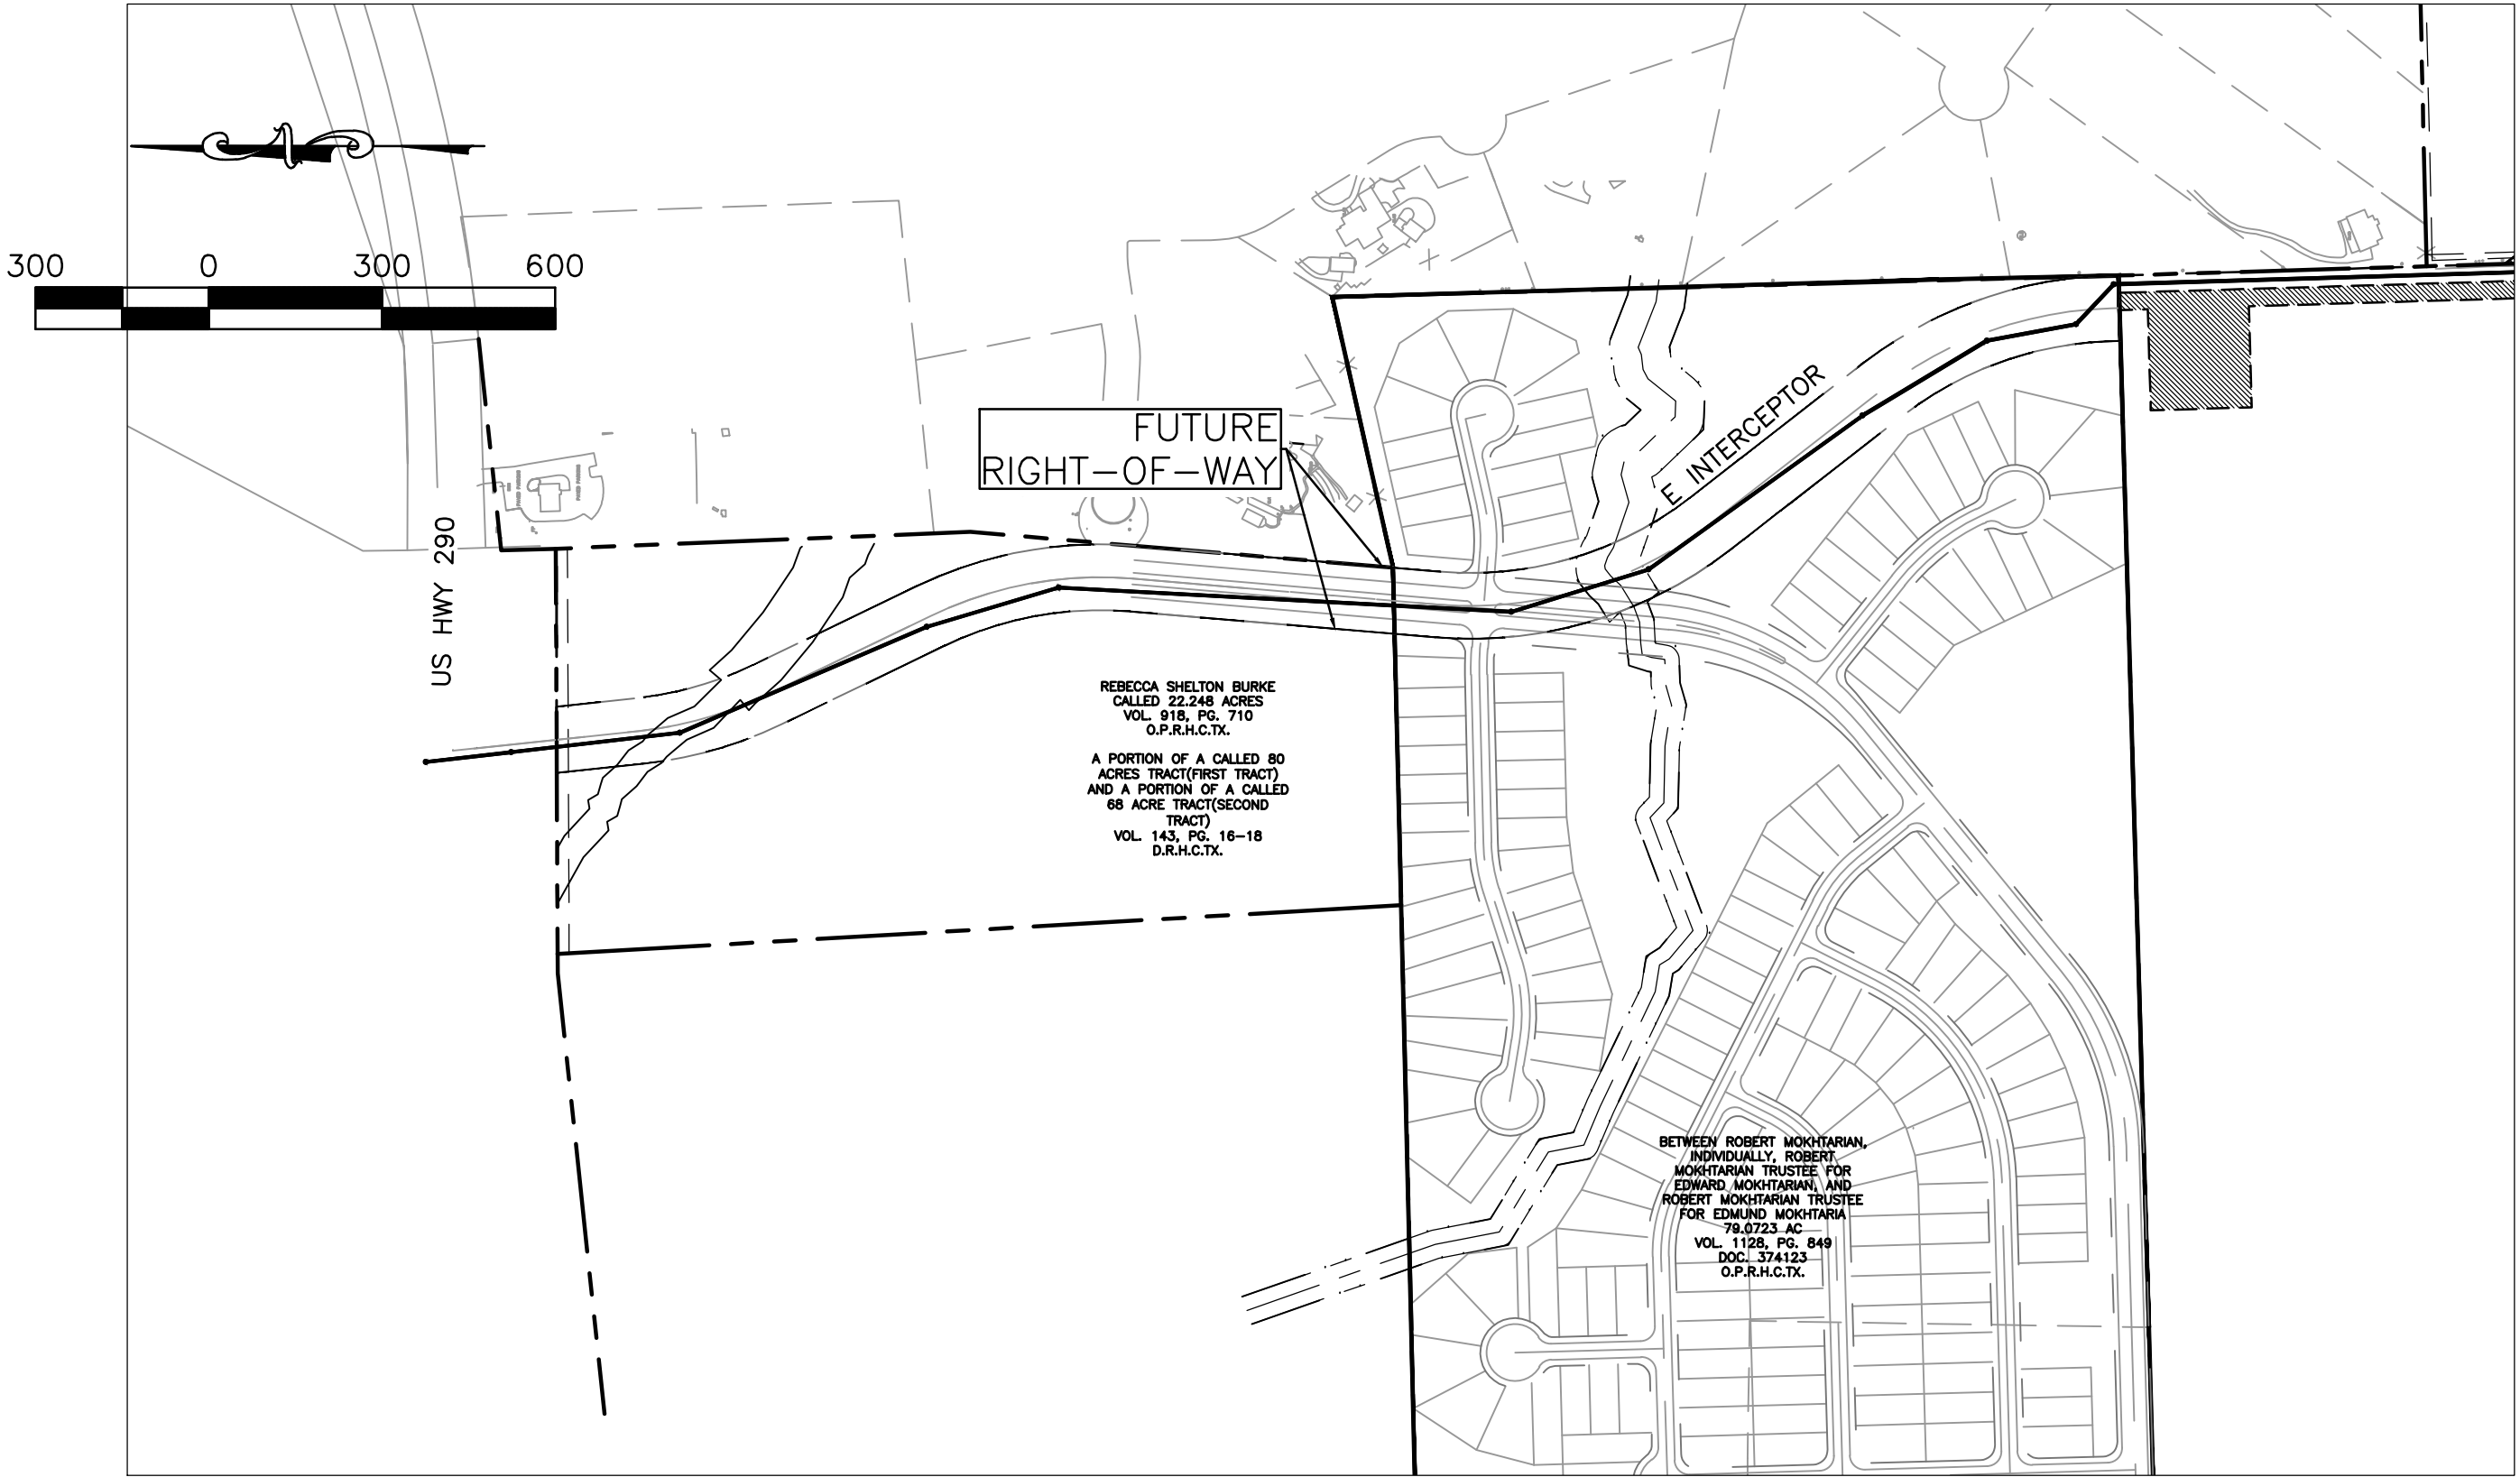 300 0 300 600
FUTURE
RIGHT-OF-WAY
E INTERCEPTOR
US HWY 290
REBECCA SHELTON BURKE
CALLED 22.248 ACRES
VOL. 918, PG. 710
O.P.R.H.C.TX.
A PORTION OF A CALLED 80
ACRES TRACT(FIRST TRACT)
AND A PORTION OF A CALLED
68 ACRE TRACT(SECOND
TRACT)
VOL. 143, PG. 16-18
D.R.H.C.TX.
BETWEEN ROBERT MOKHTARIAN,
INDIVIDUALLY, ROBERT
MOKHTARIAN TRUSTEE FOR
EDWARD MOKHTARIAN, AND
ROBERT MOKHTARIAN TRUSTEE
FOR EDMUND MOKHTARIA
79.0723 AC
VOL. 1128, PG. 849
DOC. 374123
O.P.R.H.C.TX.